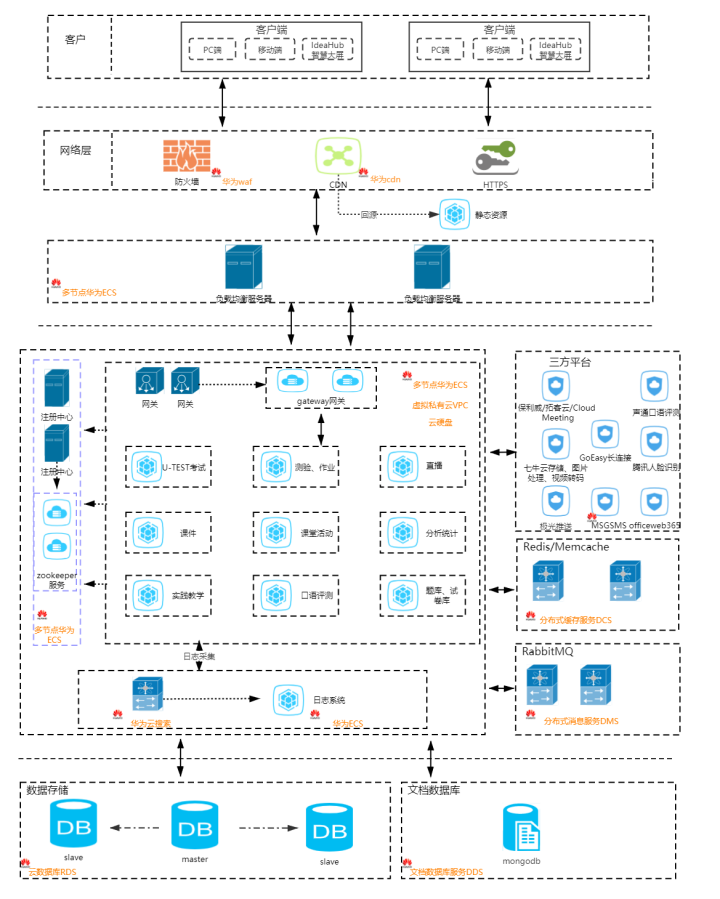 客户
客户端
PC端
移动端
IdeaHub
智慧大屏
客户端
PC端
移动端
IdeaHub
智慧大屏
网络层
防火墙
华为waf
CDN
华为cdn
HTTPS
回源
静态资源
多节点华为ECS
负载均衡服务器
负载均衡服务器
注册中心
注册中心
zookeeper
服务
多节点华为
ECS
网关
网关
gateway网关
多节点华为ECS
虚拟私有云VPC
云硬盘
U-TEST考试
测验、作业
直播
课件
课堂活动
分析统计
实践教学
口语评测
题库、试
卷库
日志采集
华为云搜素
日志系统
华为ECS
三方平台
保利威/拓客云/Cloud
Meeting
声通口语评测
七牛云存储、图片
处理、视频转码
GoEasy长连接
腾讯人脸识别
极光推送
MSGSMS
officeweb365
Redis/Memcache
分布式缓存服务DCS
RabbitMQ
分布式消息服务DMS
数据存储
DB
slave
DB
master
DB
slave
云数据库RDS
文档数据库
mongodb
文档数据库服务DDS